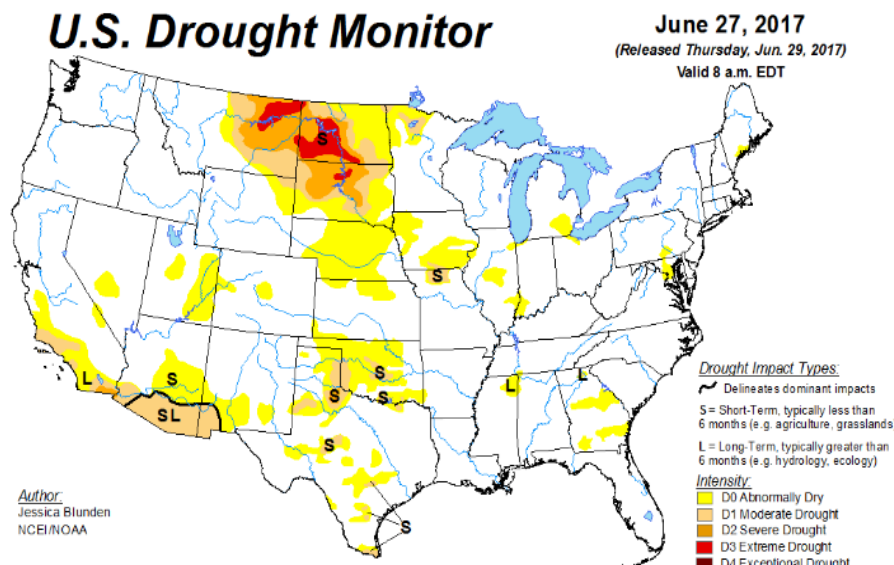 U.S. Drought Monitor
June 27, 2017
(Released Thursday, Jun. 29, 2017)
Valid 8 a.m. EDT
S
S
L
S
S L
S
S
S
S
L
L
Drought Impact Types:
Delineates dominant impacts
S = Short-Term, typically less than
6 months (e.g. agriculture, grasslands
L = Long-Term, typically greater than
6 months (e.g. hydrology, ecology)
Intensity:
D0 Abnormally Dry
D1 Moderate Drought
D2 Severe Drought
D3 Extreme Drought
D4 Exceptional Drought
Author:
Jessica Blunden
NCEI/NOAA